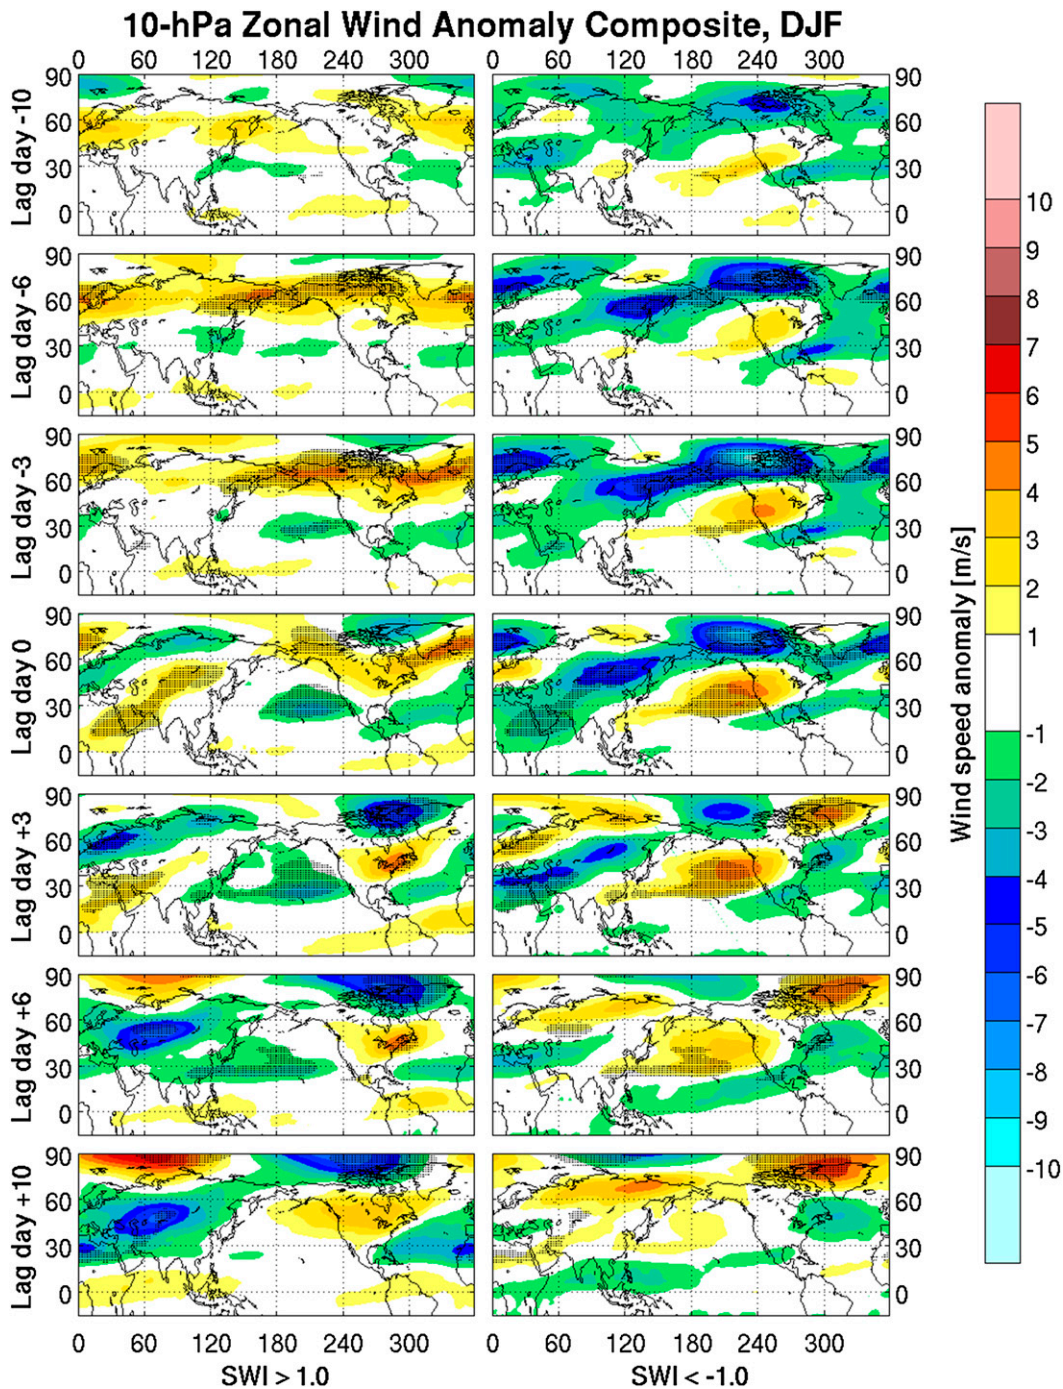 10-hPa Zonal Wind Anomaly Composite, DJF
0 60 120 180 240 300 0 60 120 180 240 300
Lag day -10
90 60 30 0
90 60 30 0
Lag day -6
90 60 30 0
90 60 30 0
Lag day -3
90 60 30 0
90 60 30 0
Lag day 0
90 60 30 0
90 60 30 0
Lag day +3
90 60 30 0
90 60 30 0
Lag day +6
90 60 30 0
90 60 30 0
Lag day +10
90 60 30 0
90 60 30 0
0 60 120 180 240 300 0 60 120 180 240 300
SWI > 1.0 SWI < -1.0
Wind speed anomaly [m/s]
10
9
8
7
6
5
4
3
2
1
-1
-2
-3
-4
-5
-6
-7
-8
-9
-10